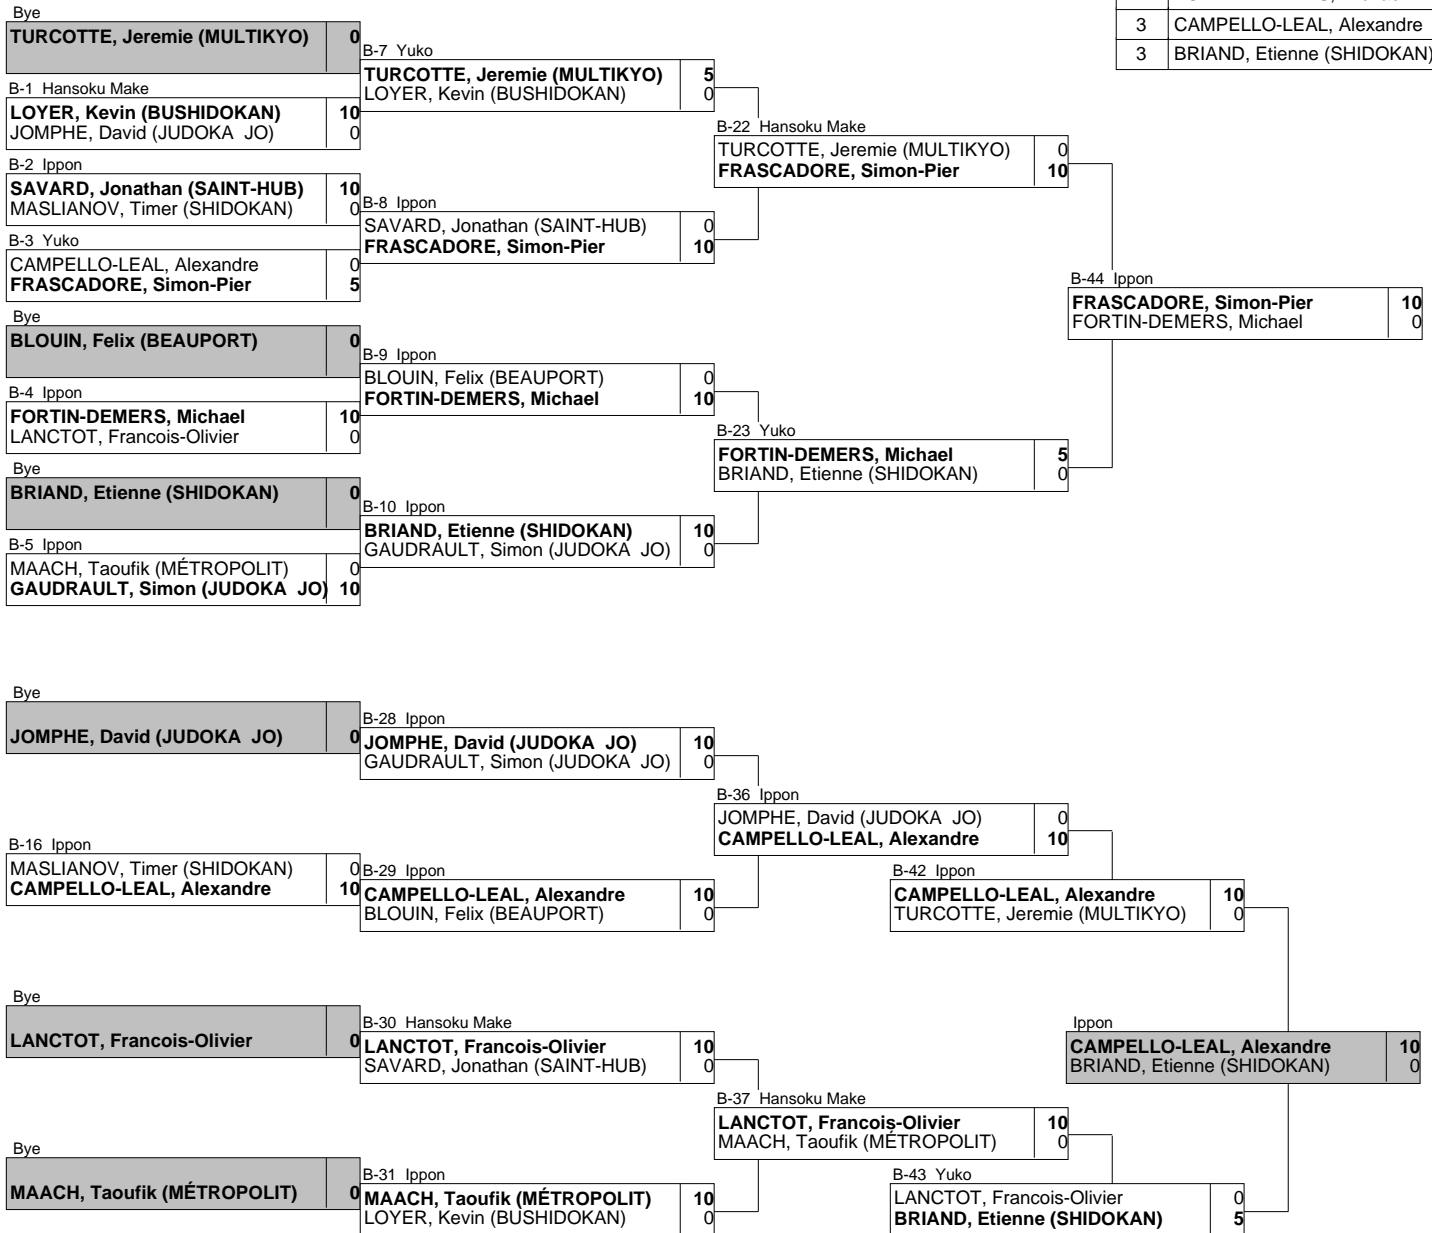 3 CAMPELLO-LEAL, Alexandre
3 BRIAND, Etienne (SHIDOKAN)
Bye
TURCOTTE, Jeremie (MULTIKYO) 0
B-1 Hansoku Make
LOYER, Kevin (BUSHIDOKAN) 10
JOMPHE, David (JUDOKA JO) 0
B-2 Ippon
SAVARD, Jonathan (SAINT-HUB) 10
MASLIANOV, Timer (SHIDOKAN) 0
B-3 Yuko
CAMPELLO-LEAL, Alexandre 0
FRASCADORE, Simon-Pier 5
Bye
BLOUIN, Felix (BEAUPORT) 0
B-4 Ippon
FORTIN-DEMERS, Michael 10
LANCTOT, Francois-Olivier 0
Bye
BRIAND, Etienne (SHIDOKAN) 0
B-5 Ippon
MAACH, Taoufik (MÉTROPOLIT) 0
GAUDRAULT, Simon (JUDOKA JO) 10
B-7 Yuko
TURCOTTE, Jeremie (MULTIKYO) 5
LOYER, Kevin (BUSHIDOKAN) 0
B-8 Ippon
SAVARD, Jonathan (SAINT-HUB) 0
FRASCADORE, Simon-Pier 10
B-9 Ippon
BLOUIN, Felix (BEAUPORT) 0
FORTIN-DEMERS, Michael 10
B-10 Ippon
BRIAND, Etienne (SHIDOKAN) 10
GAUDRAULT, Simon (JUDOKA JO) 0
B-22 Hansoku Make
TURCOTTE, Jeremie (MULTIKYO) 0
FRASCADORE, Simon-Pier 10
B-23 Yuko
FORTIN-DEMERS, Michael 5
BRIAND, Etienne (SHIDOKAN) 0
B-44 Ippon
FRASCADORE, Simon-Pier 10
FORTIN-DEMERS, Michael 0
Bye
JOMPHE, David (JUDOKA JO) 0
B-16 Ippon
MASLIANOV, Timer (SHIDOKAN) 0
CAMPELLO-LEAL, Alexandre 10
Bye
LANCTOT, Francois-Olivier 0
Bye
MAACH, Taoufik (MÉTROPOLIT) 0
B-28 Ippon
JOMPHE, David (JUDOKA JO) 10
GAUDRAULT, Simon (JUDOKA JO) 0
B-29 Ippon
CAMPELLO-LEAL, Alexandre 10
BLOUIN, Felix (BEAUPORT) 0
B-30 Hansoku Make
LANCTOT, Francois-Olivier 10
SAVARD, Jonathan (SAINT-HUB) 0
B-31 Ippon
MAACH, Taoufik (MÉTROPOLIT) 10
LOYER, Kevin (BUSHIDOKAN) 0
B-36 Ippon
JOMPHE, David (JUDOKA JO) 0
CAMPELLO-LEAL, Alexandre 10
B-37 Hansoku Make
LANCTOT, Francois-Olivier 10
MAACH, Taoufik (MÉTROPOLIT) 0
B-42 Ippon
CAMPELLO-LEAL, Alexandre 10
TURCOTTE, Jeremie (MULTIKYO) 0
B-43 Yuko
LANCTOT, Francois-Olivier 0
BRIAND, Etienne (SHIDOKAN) 5
Ippon
CAMPELLO-LEAL, Alexandre 10
BRIAND, Etienne (SHIDOKAN) 0